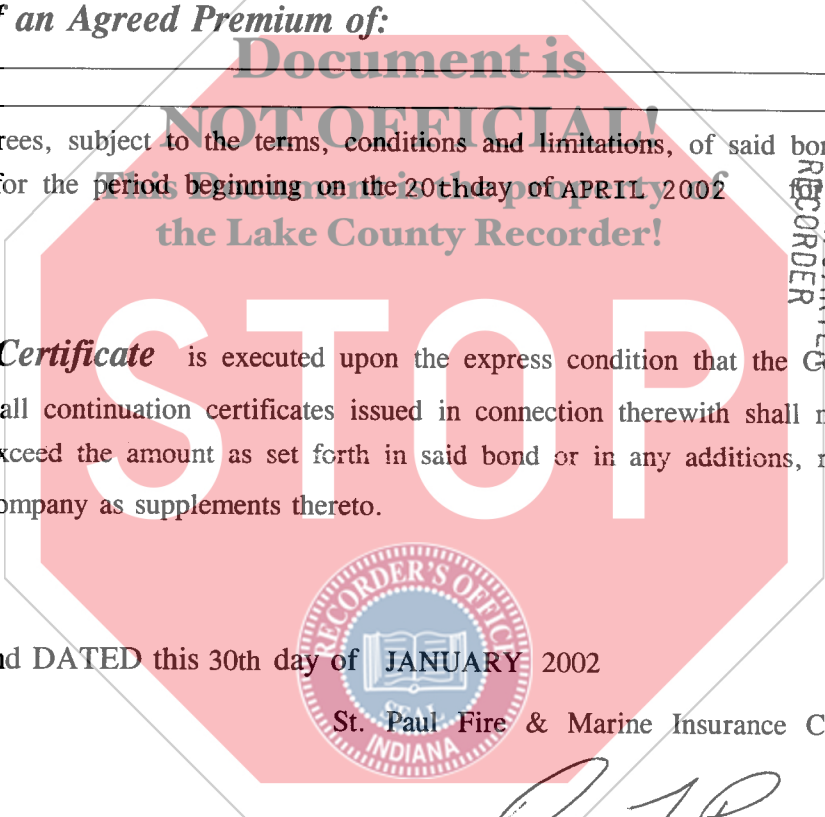 an Agreed Premium of:
Document is
NOT OFFICIAL!
rees, subject to the terms, conditions and limitations, of said bon
for the period beginning on the 20thday of APRIL 2002 for
This Document is the property of
the Lake County Recorder!
RECORDER
STOP
Certificate is executed upon the express condition that the
all continuation certificates issued in connection therewith shall
xceed the amount as set forth in said bond or in any additions,
ompany as supplements thereto.
RECORDER'S OFFICE
SEAL
INDIANA
nd DATED this 30th day of JANUARY 2002
St. Paul Fire & Marine Insurance C